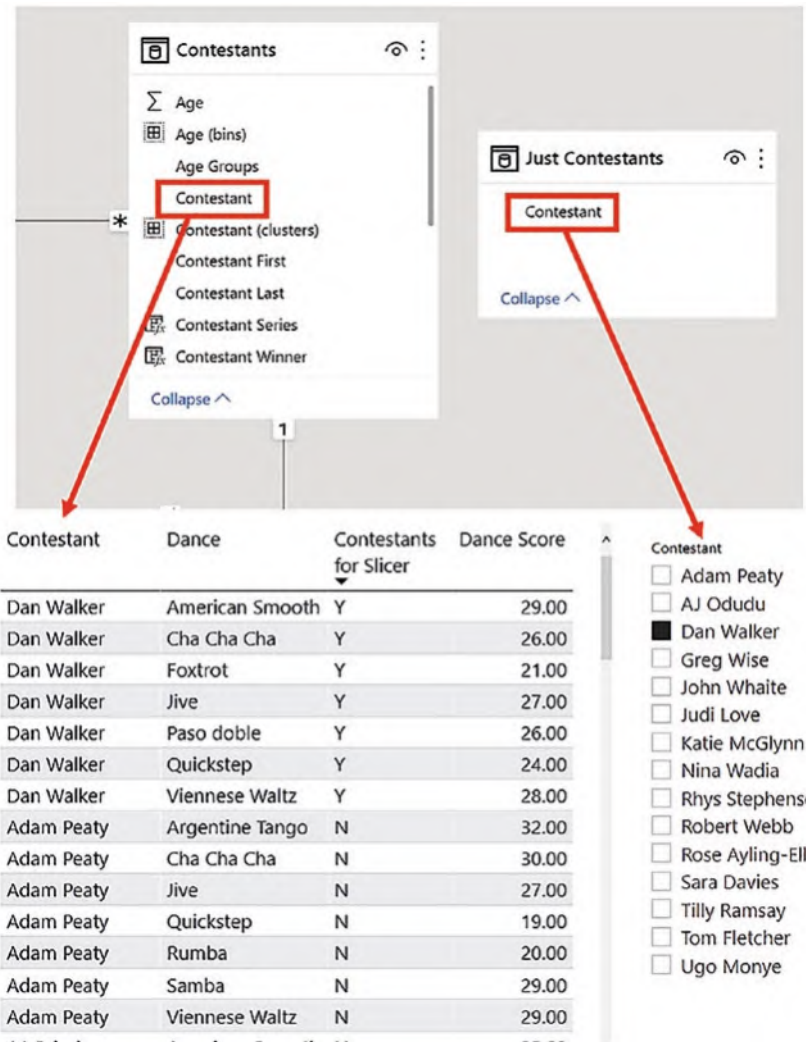 Contestants
Age
Age (bins)
Age Groups
Contestant
Contestant (clusters)
Contestant First
Contestant Last
Contestant Series
Contestant Winner
Collapse
*
1
Just Contestants
Contestant
Collapse
Contestant Dance Contestants for Slicer Dance Score
Dan Walker American Smooth Y 29.00
Dan Walker Cha Cha Cha Y 26.00
Dan Walker Foxtrot Y 21.00
Dan Walker Jive Y 27.00
Dan Walker Paso doble Y 26.00
Dan Walker Quickstep Y 24.00
Dan Walker Viennese Waltz Y 28.00
Adam Peaty Argentine Tango N 32.00
Adam Peaty Cha Cha Cha N 30.00
Adam Peaty Jive N 27.00
Adam Peaty Quickstep N 19.00
Adam Peaty Rumba N 20.00
Adam Peaty Samba N 29.00
Adam Peaty Viennese Waltz N 29.00
Contestant
Adam Peaty
AJ Odudu
Dan Walker
Greg Wise
John Whaite
Judi Love
Katie McGlynn
Nina Wadia
Rhys
Robert Webb
Rose
Sara Davies
Tilly Ramsay
Tom Fletcher
Ugo Monye